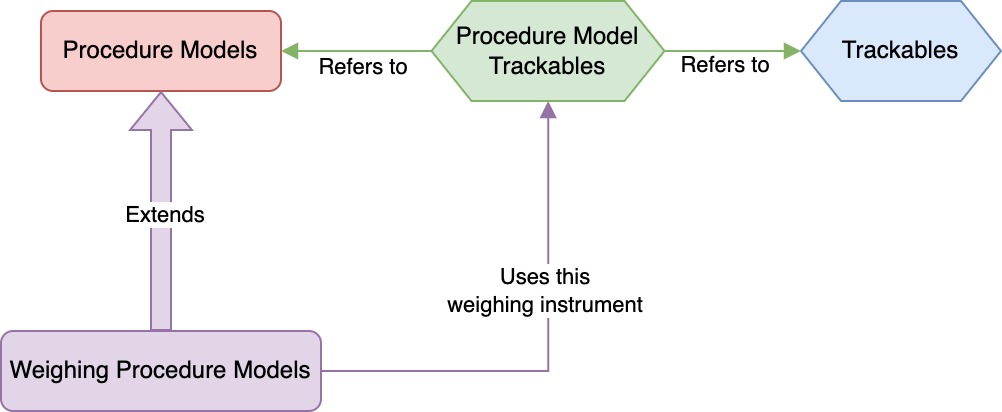 Procedure Models
Refers to
Procedure Model
Trackables
Refers to
Trackables
Extends
Uses this
weighing instrument
Weighing Procedure Models